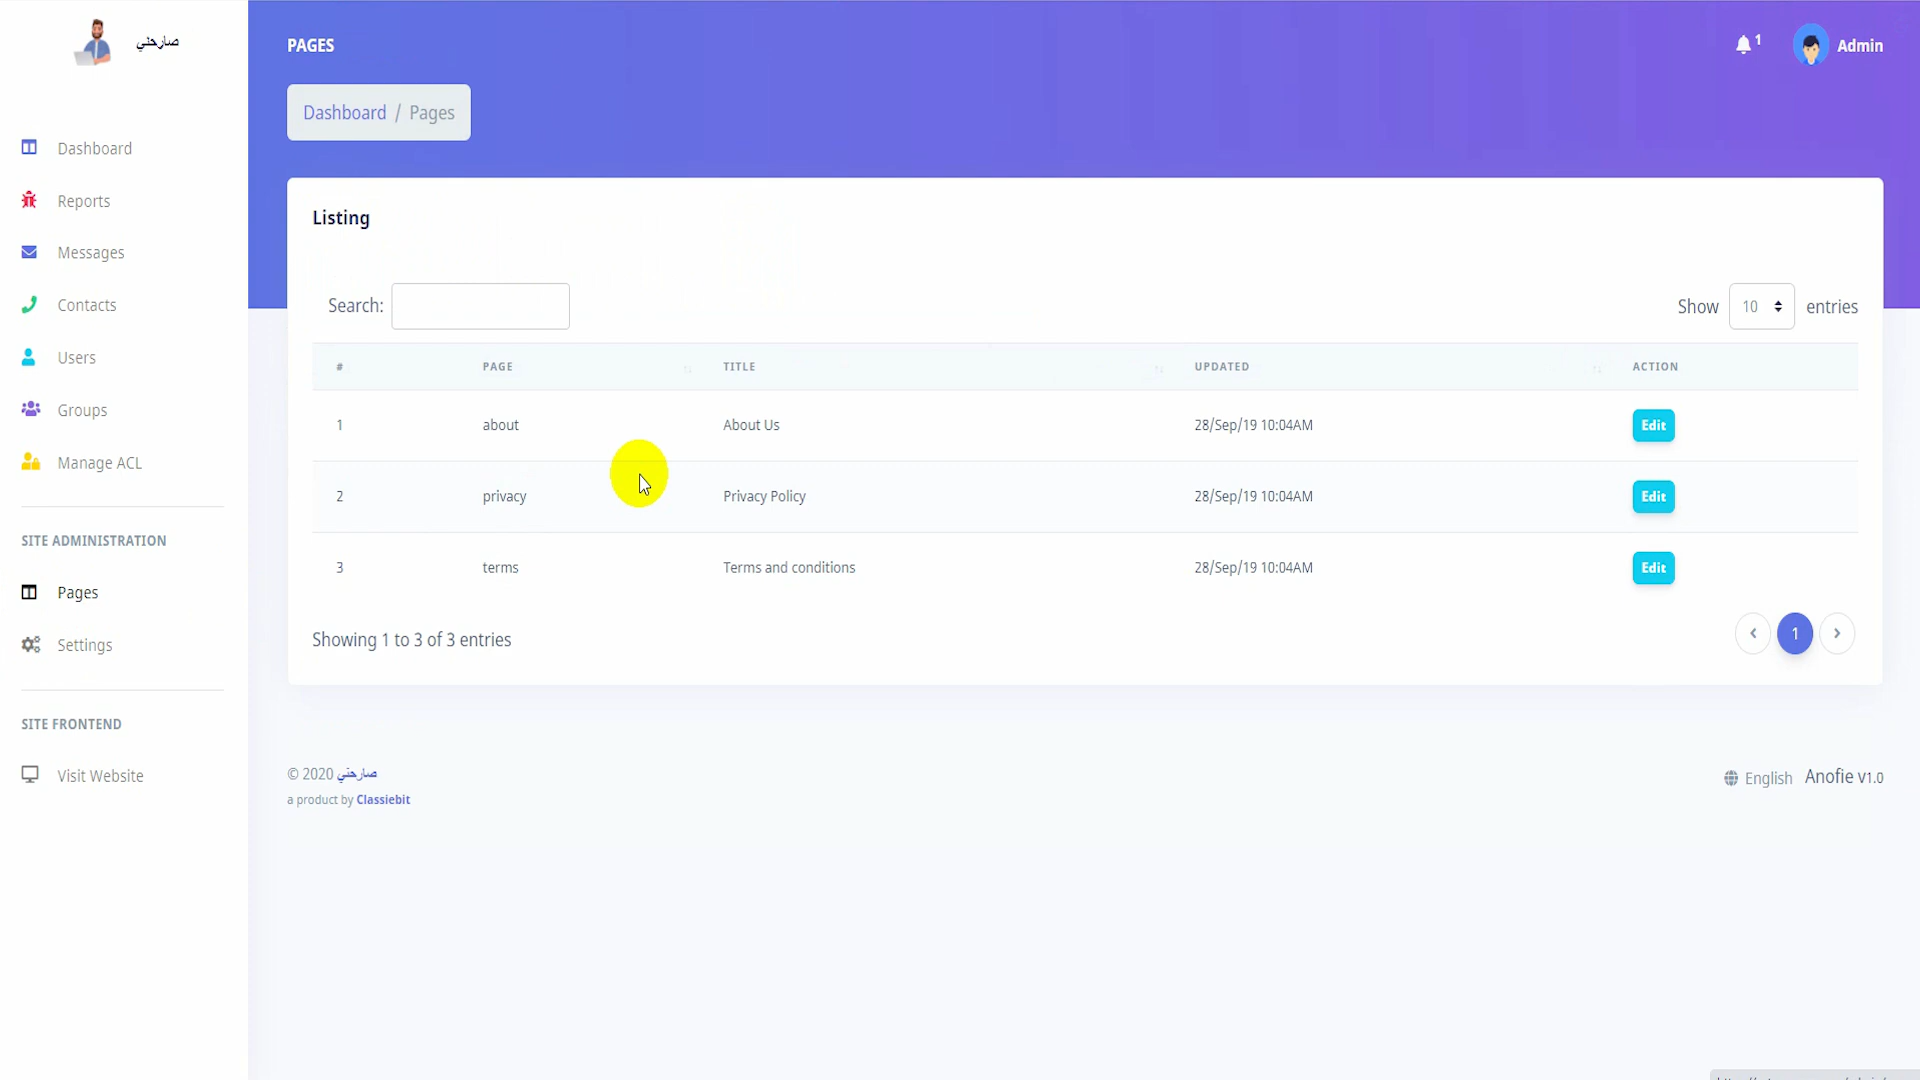 صارحني
Dashboard
Reports
Messages
Contacts
Users
Groups
Manage ACL
SITE ADMINISTRATION
Pages
Settings
SITE FRONTEND
Visit Website
PAGES
1
Admin
Dashboard / Pages
Listing
Search:
Show 10 entries
# PAGE TITLE UPDATED ACTION
1 about About Us 28/Sep/19 10:04AM Edit
2 privacy Privacy Policy 28/Sep/19 10:04AM Edit
3 terms Terms and conditions 28/Sep/19 10:04AM Edit
Showing 1 to 3 of 3 entries
‹ 1 ›
© 2020 صارحني
a product by Classiebit
English Anofie v1.0